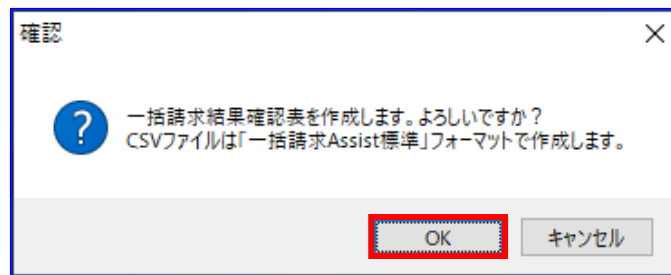 確認
一括請求結果確認表を作成します。よろしいですか？
CSVファイルは「一括請求Assist標準」フォーマットで作成します。
OK
キャンセル